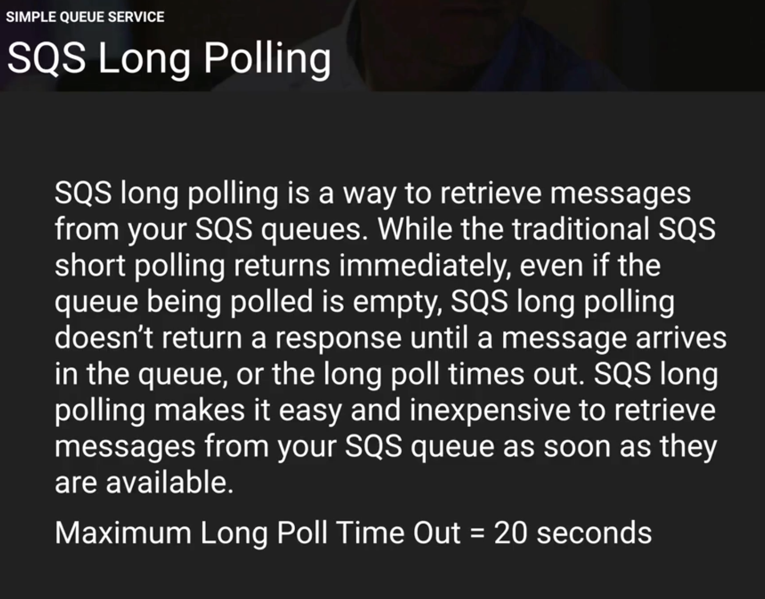 SIMPLE QUEUE SERVICE
SQS Long Polling
SQS long polling is a way to retrieve messages
from your SQS queues. While the traditional SQS
short polling returns immediately, even if the
queue being polled is empty, SQS long polling
doesn’t return a response until a message arrives
in the queue, or the long poll times out. SQS long
polling makes it easy and inexpensive to retrieve
messages from your SQS queue as soon as they
are available.
Maximum Long Poll Time Out = 20 seconds